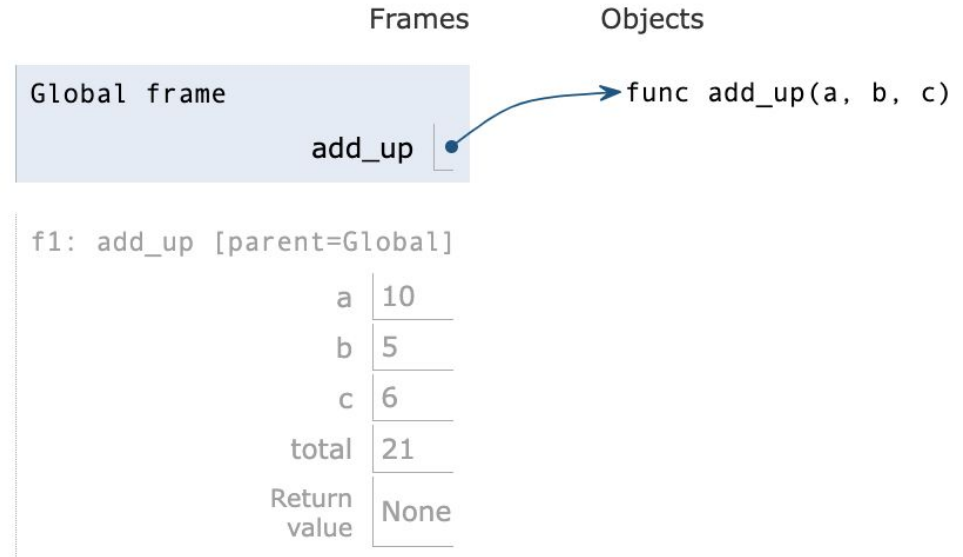 Frames Objects
Global frame
func add_up(a, b, c)
add_up
f1: add_up [parent=Global]
a 10
b 5
c 6
total 21
Return
value
None